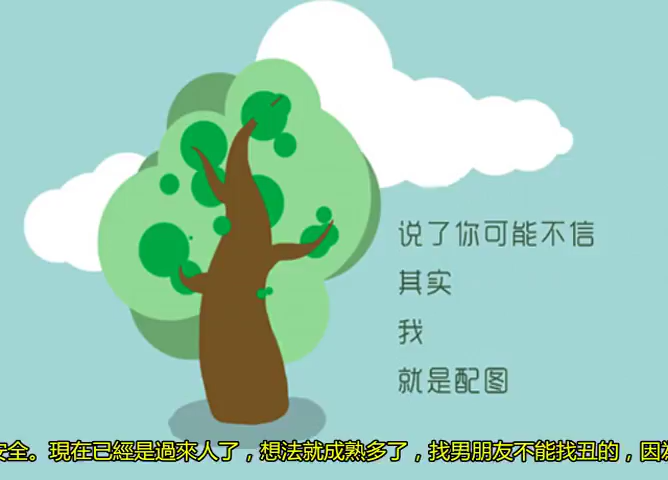 说了你可能不信
其实
我
就是配图
安全。現在已經是過來人了，想法就成熟多了，找男朋友不能找丑的，因為